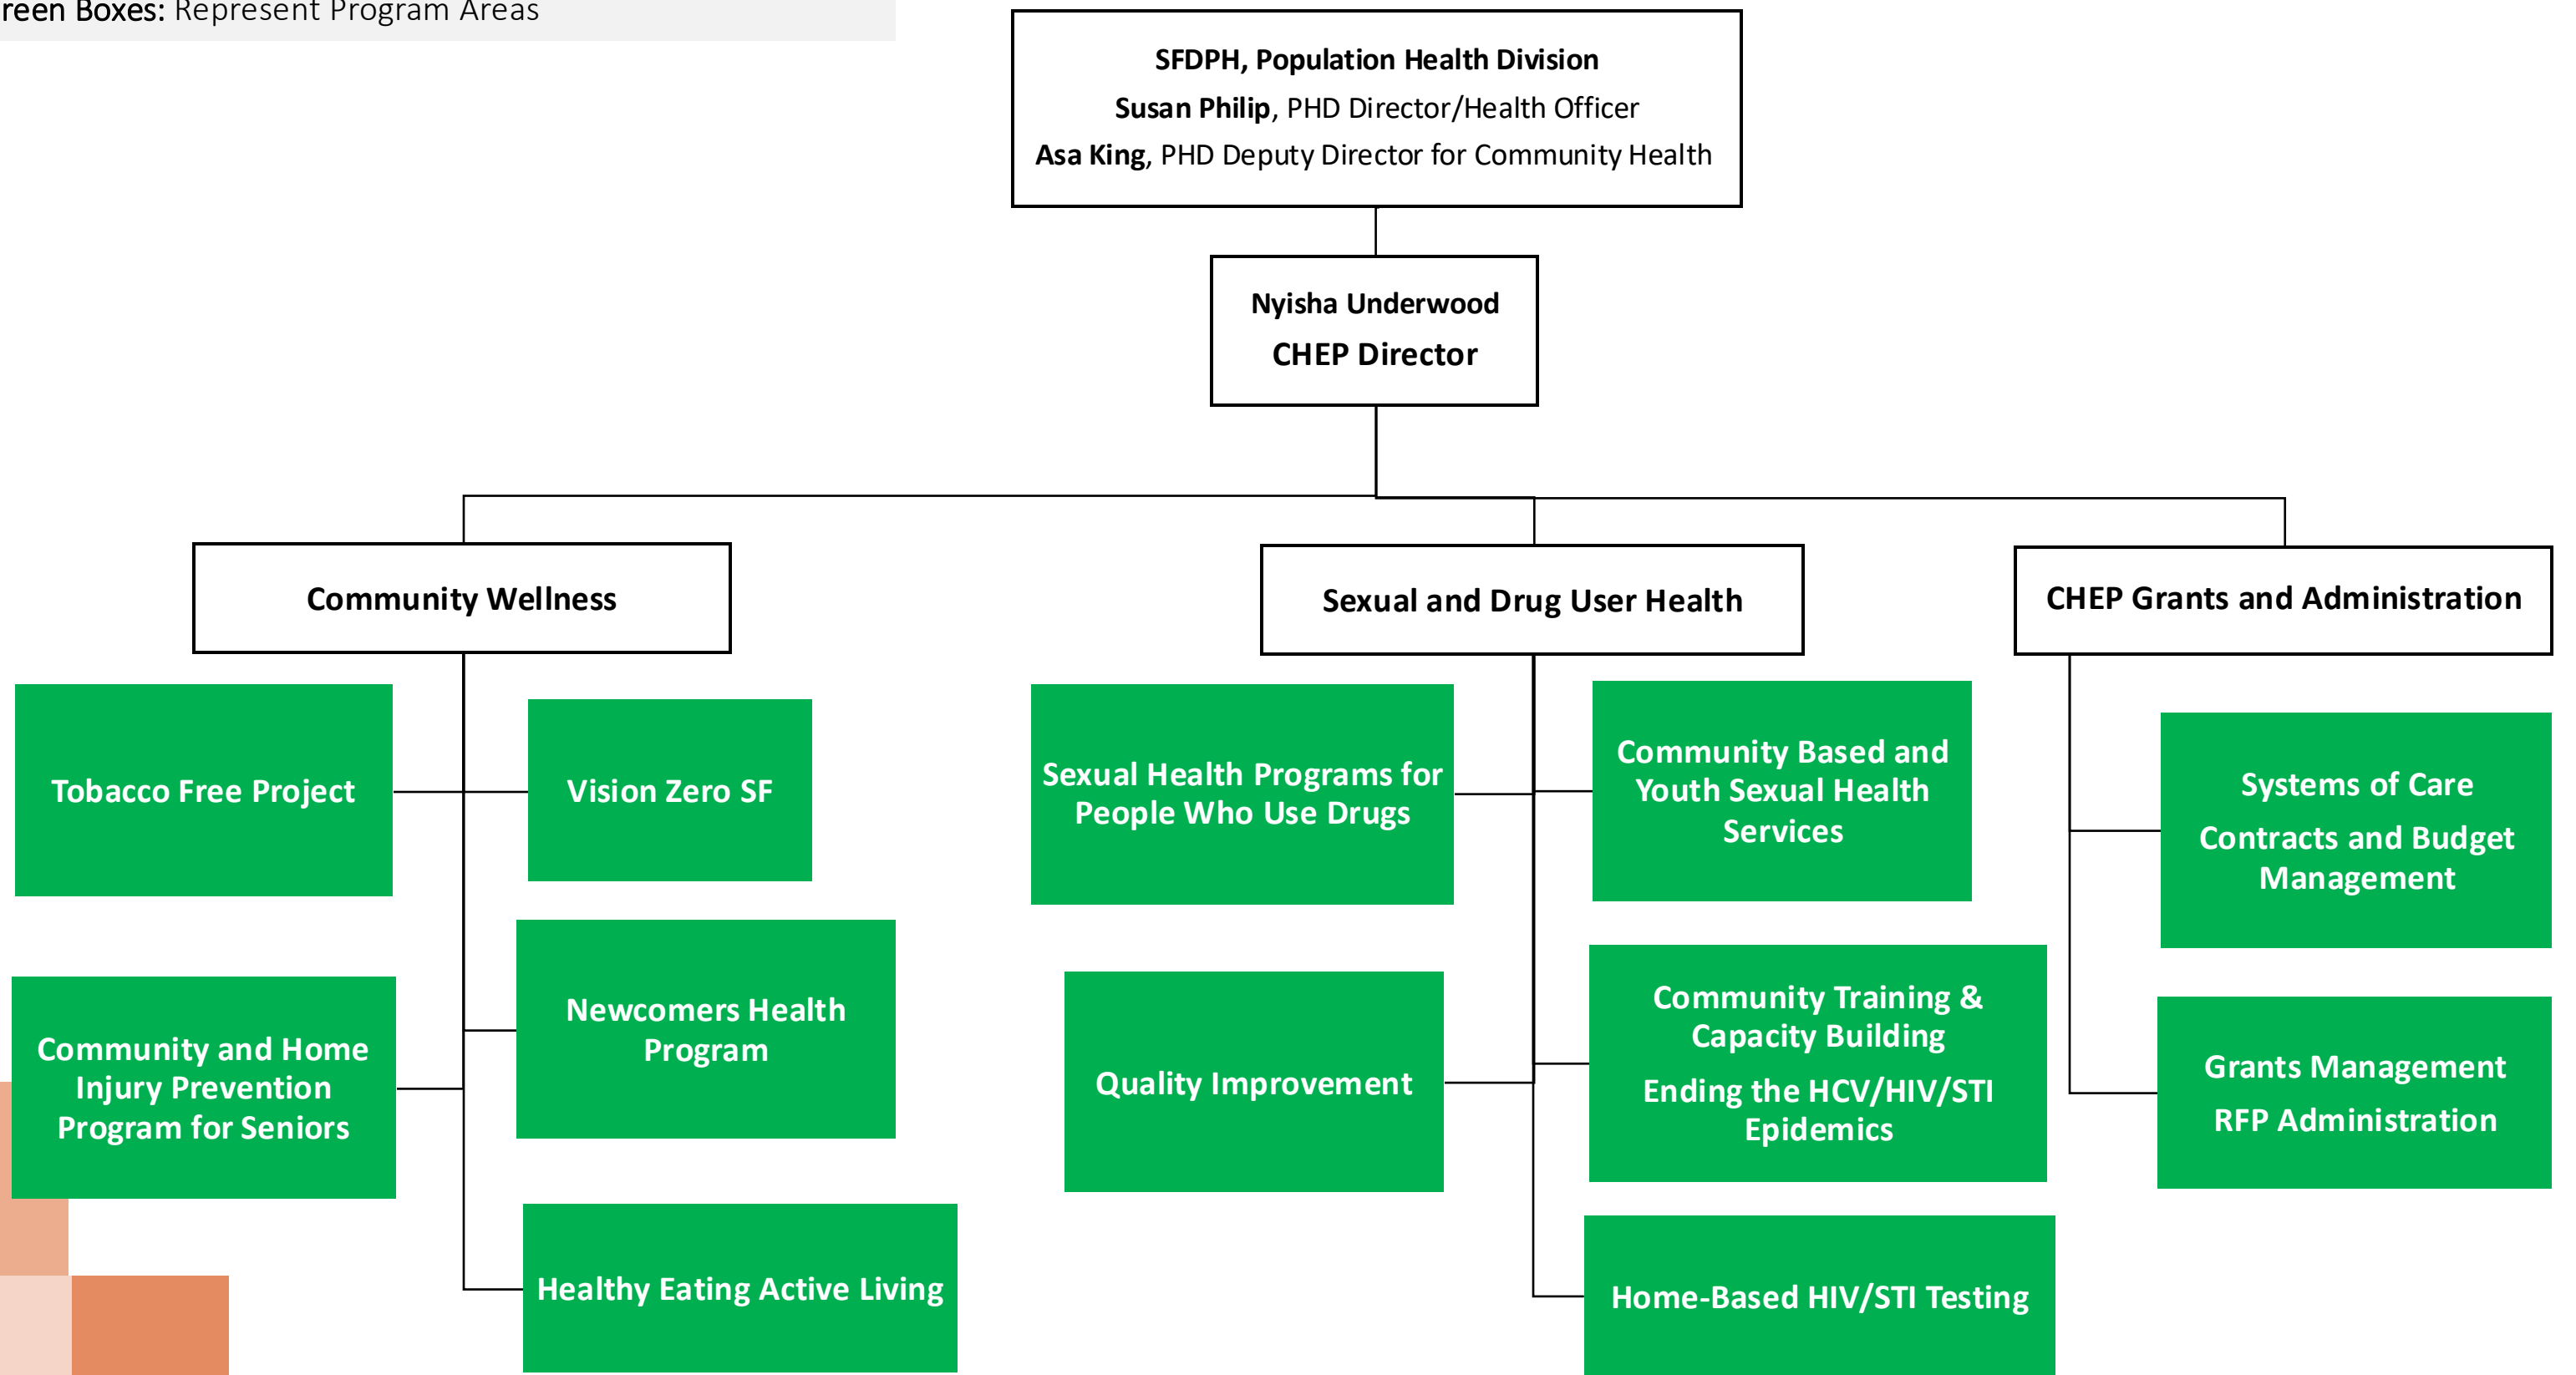 reen Boxes: Represent Program Areas
SFDPH, Population Health Division
Susan Philip, PHD Director/Health Officer
Asa King, PHD Deputy Director for Community Health
Nyisha Underwood
CHEP Director
Community Wellness
Sexual and Drug User Health
CHEP Grants and Administration
Tobacco Free Project
Vision Zero SF
Community and Home
Injury Prevention
Program for Seniors
Newcomers Health
Program
Healthy Eating Active Living
Sexual Health Programs for
People Who Use Drugs
Community Based and
Youth Sexual Health
Services
Quality Improvement
Community Training &
Capacity Building
Ending the HCV/HIV/STI
Epidemics
Home-Based HIV/STI Testing
Systems of Care
Contracts and Budget
Management
Grants Management
RFP Administration